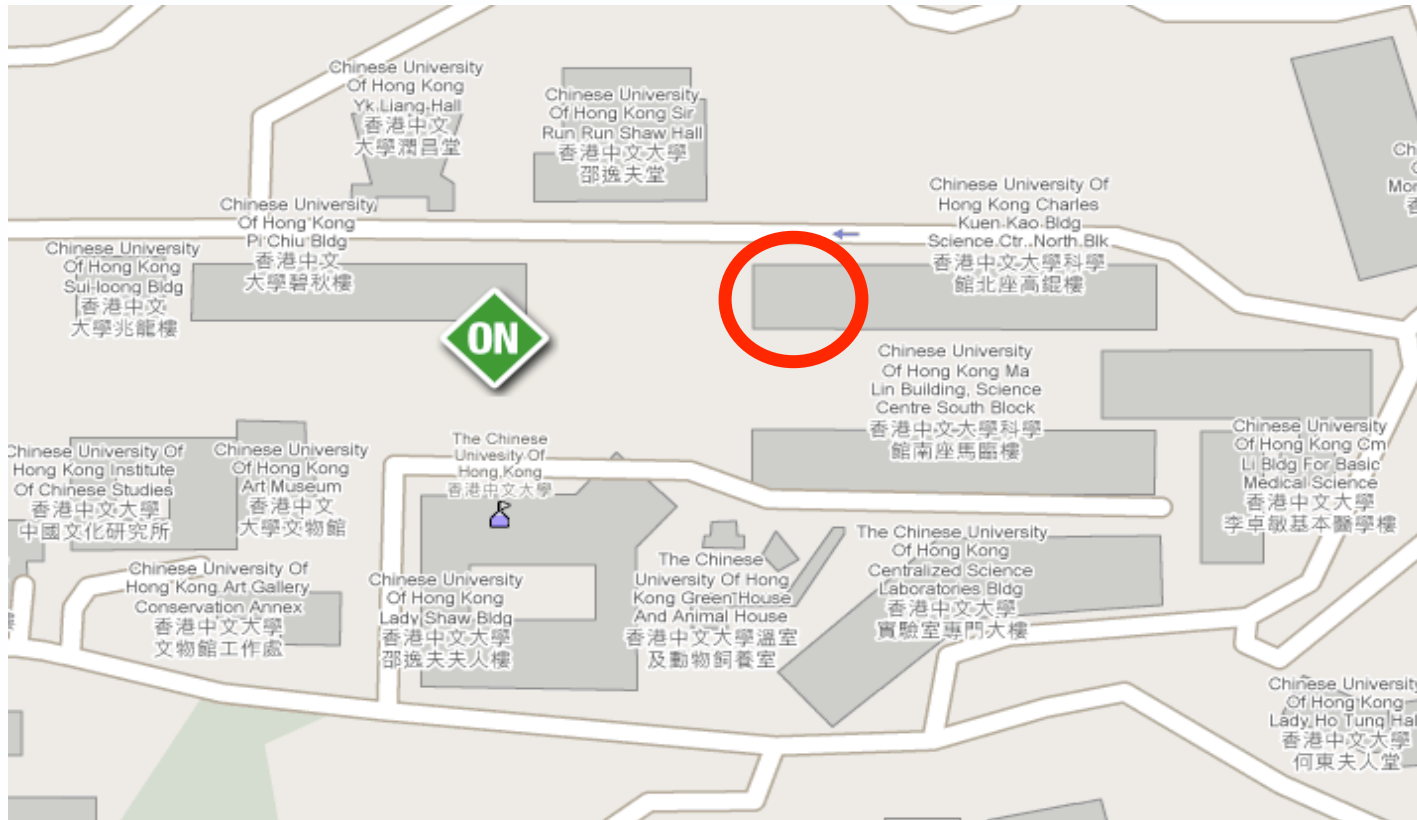 Chinese University
Of Hong Kong
Yk Liang Hall
香港中文
大學潤昌堂
Chinese University
Of Hong Kong Sir
Run Run Shaw Hall
香港中文大學
邵逸夫堂
Chinese University Of
Hong Kong Charles
Kuen Kao Bldg
Science Ctr..North Blk
香港中文大學科學
館北座高錕樓
Chinese University
Of Hong Kong
Pi Chiu Bldg
香港中文
大學碧秋樓
Chinese University
Of Hong Kong
Sui-loong Bldg
香港中文
大學兆龍樓
ON
Chinese University
Of Hong Kong Ma
Lin Building, Science
Centre South Block
香港中文大學科學
館南座馬臨樓
Chinese University Of
Hong Kong Institute
Of Chinese Studies
香港中文大學
中國文化研究所
Chinese University
Of Hong Kong
Art Museum
香港中文
大學文物館
The Chinese
Univesity Of
Hong Kong
香港中文大學
Chinese University
Of Hong Kong Cm
Li Bldg For Basic
Medical Science
香港中文大學
李卓敏基本醫學樓
Chinese University Of
Hong Kong Art Gallery
Conservation Annex
香港中文大學
文物館工作處
Chinese University
Of Hong Kong
Lady Shaw Bldg
香港中文大學
邵逸夫夫人樓
The Chinese
University Of Hong
Kong Green House
And Animal House
香港中文大學溫室
及動物飼養室
The Chinese University
Of Hong Kong
Centralized Science
Laboratories Bldg
香港中文大學
實驗室專門大樓
Chinese University
Of Hong Kong
Lady Ho Tung Hall
香港中文大學
何東夫人堂